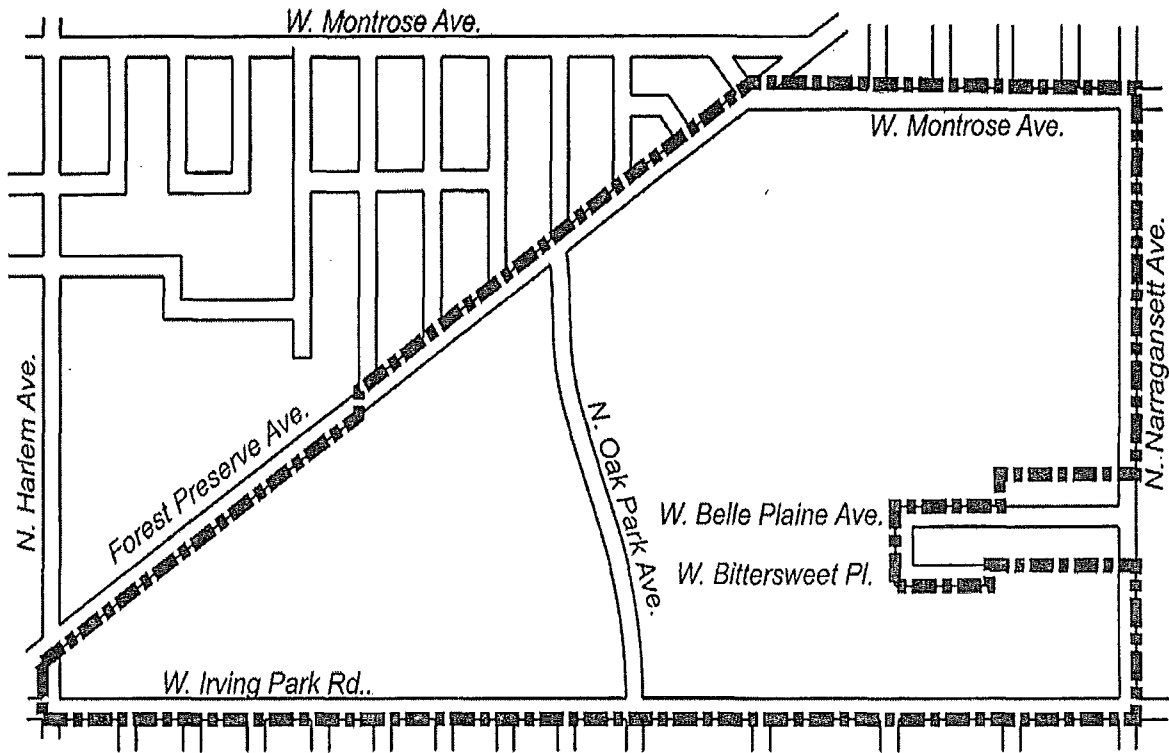 W. Montrose Ave.
W. Montrose Ave.
N. Harlem Ave.
N. Narragansett Ave.
Forest Preserve Ave.
N. Oak Park Ave.
W. Belle Plaine Ave.
W. Bittersweet Pl.
W. Irving Park Rd..